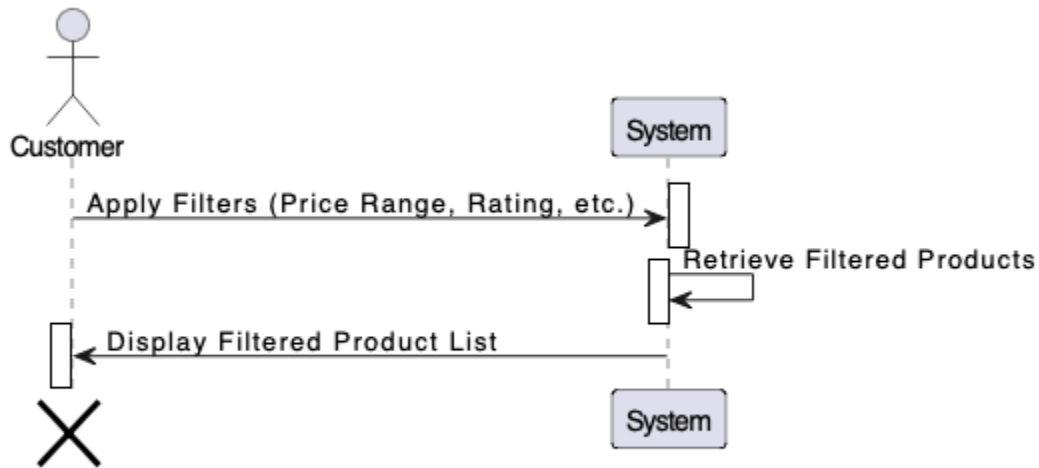 Customer
System
Apply Filters (Price Range, Rating, etc.)
Retrieve Filtered Products
Display Filtered Product List
System